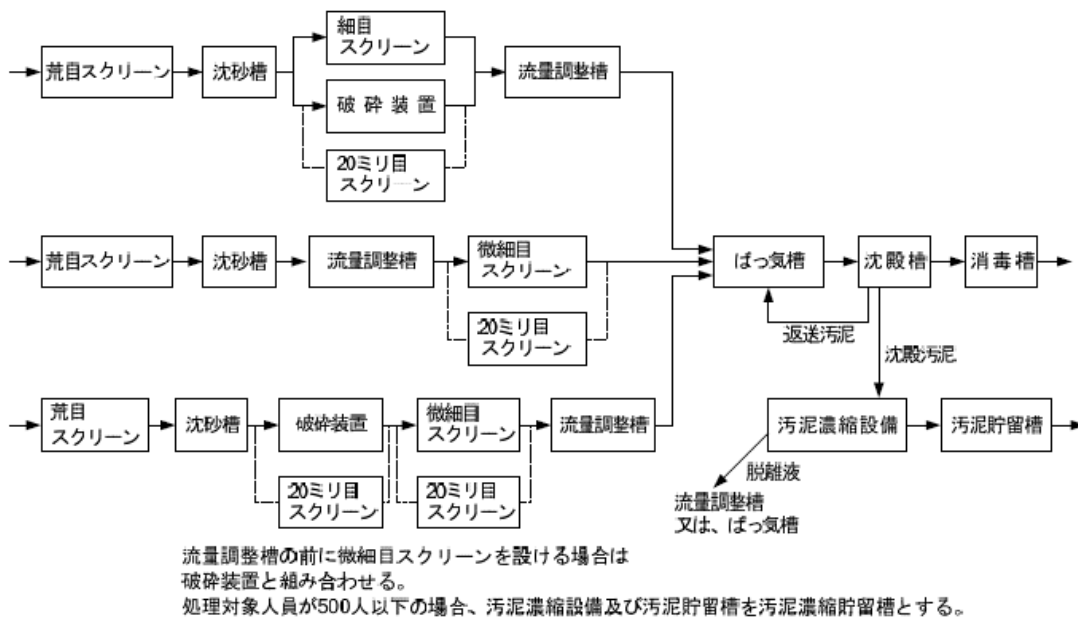 細目
スクリーン
荒目スクリーン
沈砂槽
破砕装置
流量調整槽
20ミリ目
スクリーン
荒目スクリーン
沈砂槽
流量調整槽
微細目
スクリーン
20ミリ目
スクリーン
ばっ気槽
沈殿槽
消毒槽
返送汚泥
沈殿汚泥
荒目
スクリーン
沈砂槽
破砕装置
微細目
スクリーン
流量調整槽
20ミリ目
スクリーン
20ミリ目
スクリーン
汚泥濃縮設備
汚泥貯留槽
脱離液
流量調整槽
又は、ばっ気槽
流量調整槽の前に微細目スクリーンを設ける場合は
破砕装置と組み合わせる。
処理対象人員が500人以下の場合、汚泥濃縮設備及び汚泥貯留槽を汚泥濃縮貯留槽とする。